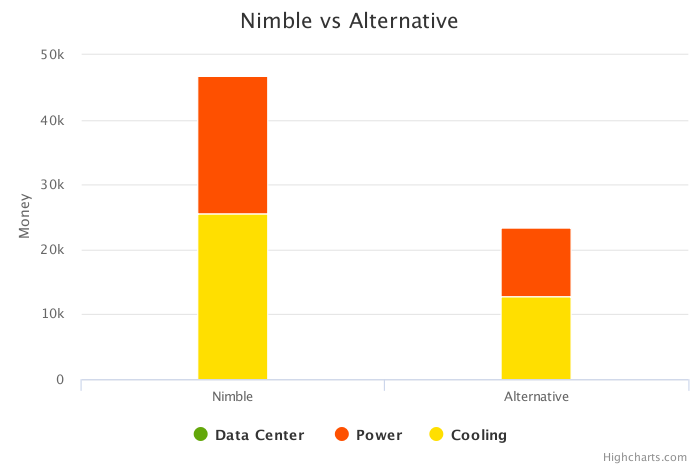 Nimble vs Alternative
50k
40k
30k
20k
10k
0
Money
Nimble
Alternative
Data Center
Power
Cooling
Highcharts.com